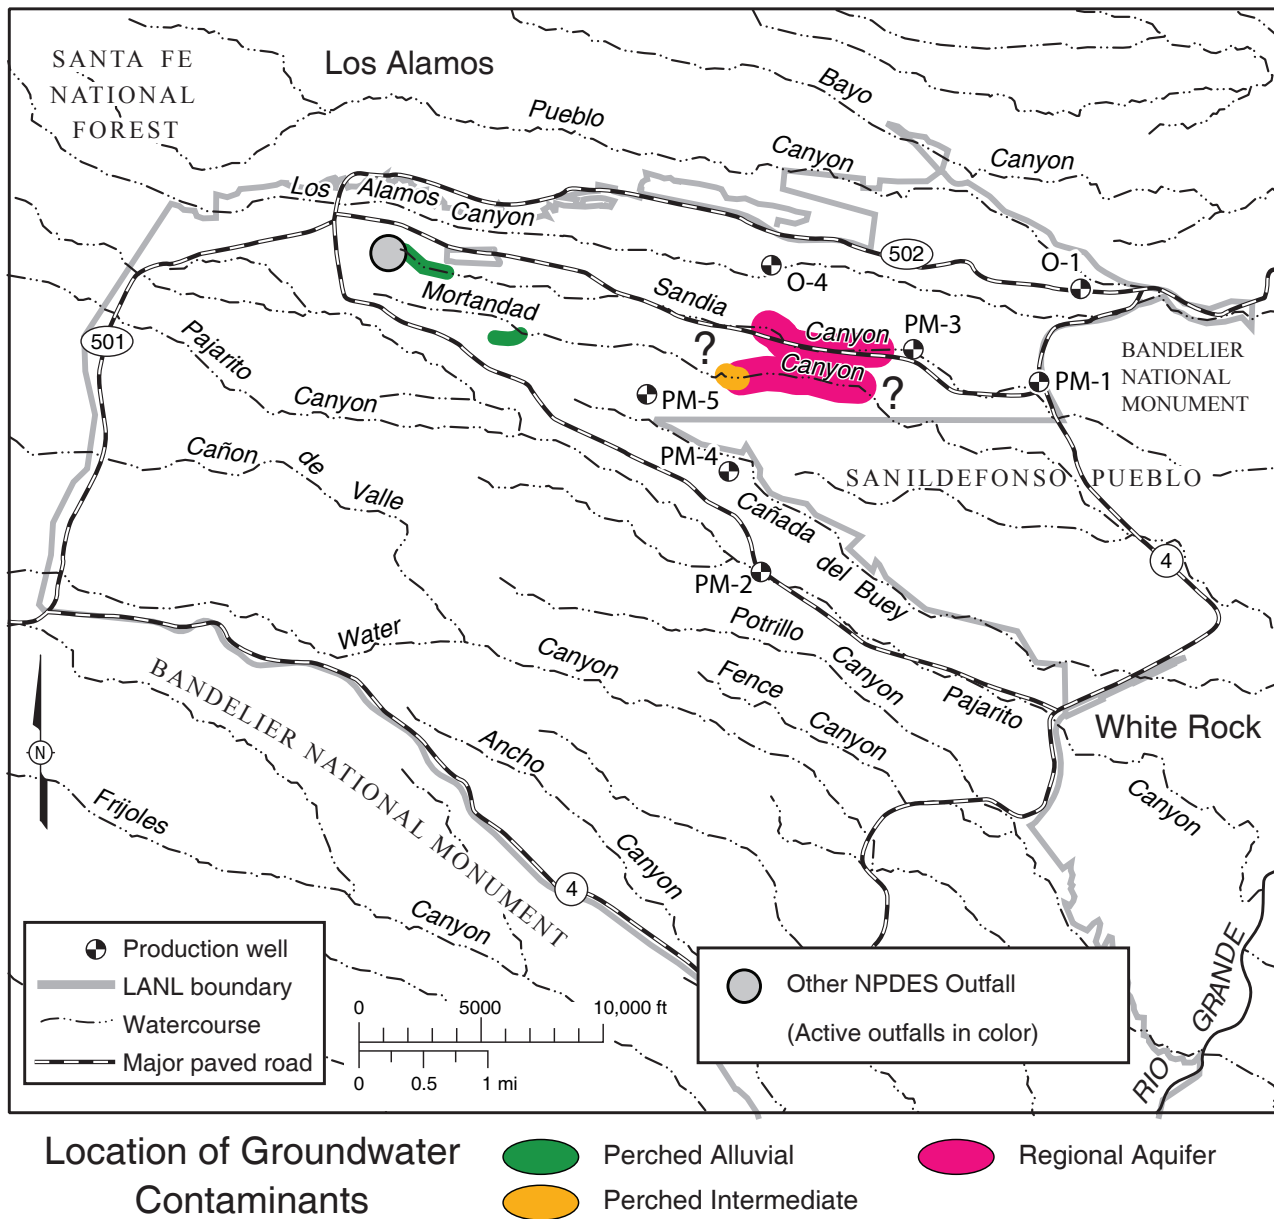 SANTA FE
NATIONAL
FOREST
Los Alamos
Bayo
Canyon
Pueblo
Canyon
Los Alamos Canyon
502
O-1
O-4
Sandia
Canyon
PM-3
Mortandad
Canyon
?
?
PM-1
BANDELIER
NATIONAL
MONUMENT
501
Pajarito
Canyon
PM-5
PM-4
SAN ILDEFONSO PUEBLO
Cañon de Valle
Cañada del Buey
4
PM-2
Water
Canyon
Potrillo
Canyon
Fence
Canyon
Pajarito
White Rock
Canyon
BANDELIER NATIONAL MONUMENT
N
Ancho
Canyon
Frijoles
Canyon
4
RIO GRANDE
Production well
LANL boundary
Watercourse
Major paved road
0 5000 10,000 ft
0 0.5 1 mi
Other NPDES Outfall
(Active outfalls in color)
Location of Groundwater
Contaminants
Perched Alluvial
Regional Aquifer
Perched Intermediate